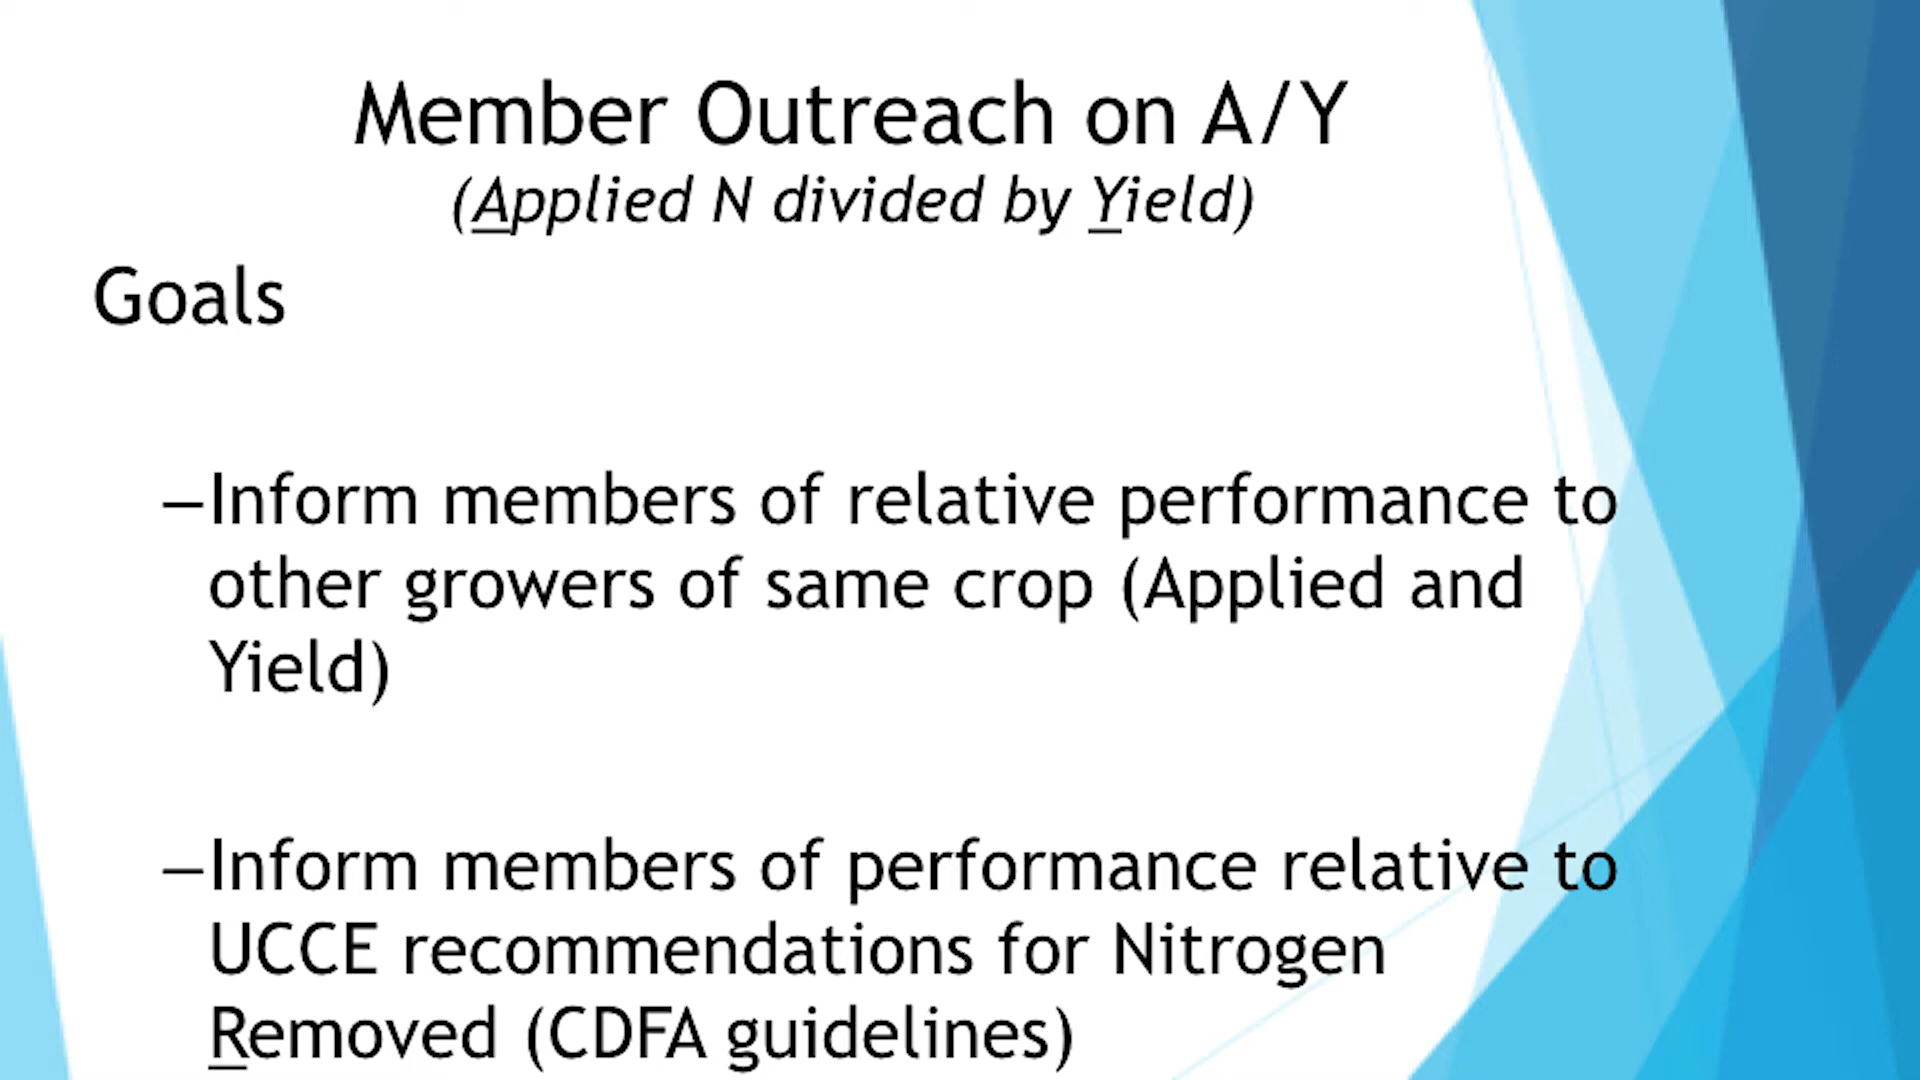 Member Outreach on A/Y
(Applied N divided by Yield)
Goals
–Inform members of relative performance to
other growers of same crop (Applied and
Yield)
–Inform members of performance relative to
UCCE recommendations for Nitrogen
Removed (CDFA guidelines)